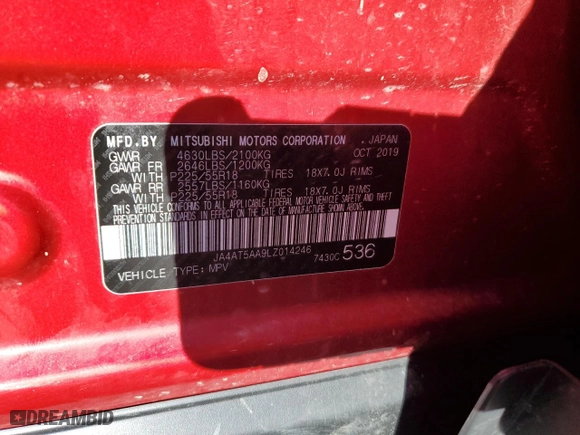 MFD.BY MITSUBISHI MOTORS CORPORATION , JAPAN
GVWR 4630LBS/2100KG OCT 2019
GAWR FR 2646LBS/1200KG
WITH P225/55R18 TIRES 18X7.0J RIMS
GAWR RR 2557LBS/1160KG
WITH P225/55R18 TIRES 18X7.0J RIMS
THIS VEHICLE CONFORMS TO ALL APPLICABLE FEDERAL MOTOR VEHICLE SAFETY AND THEFT
PREVENTION STANDARDS IN EFFECT ON THE DATE OF MANUFACTURE SHOWN ABOVE.
JA4AT5AA9LZ014246
7430C 536
VEHICLE TYPE: MPV
DREAMBID